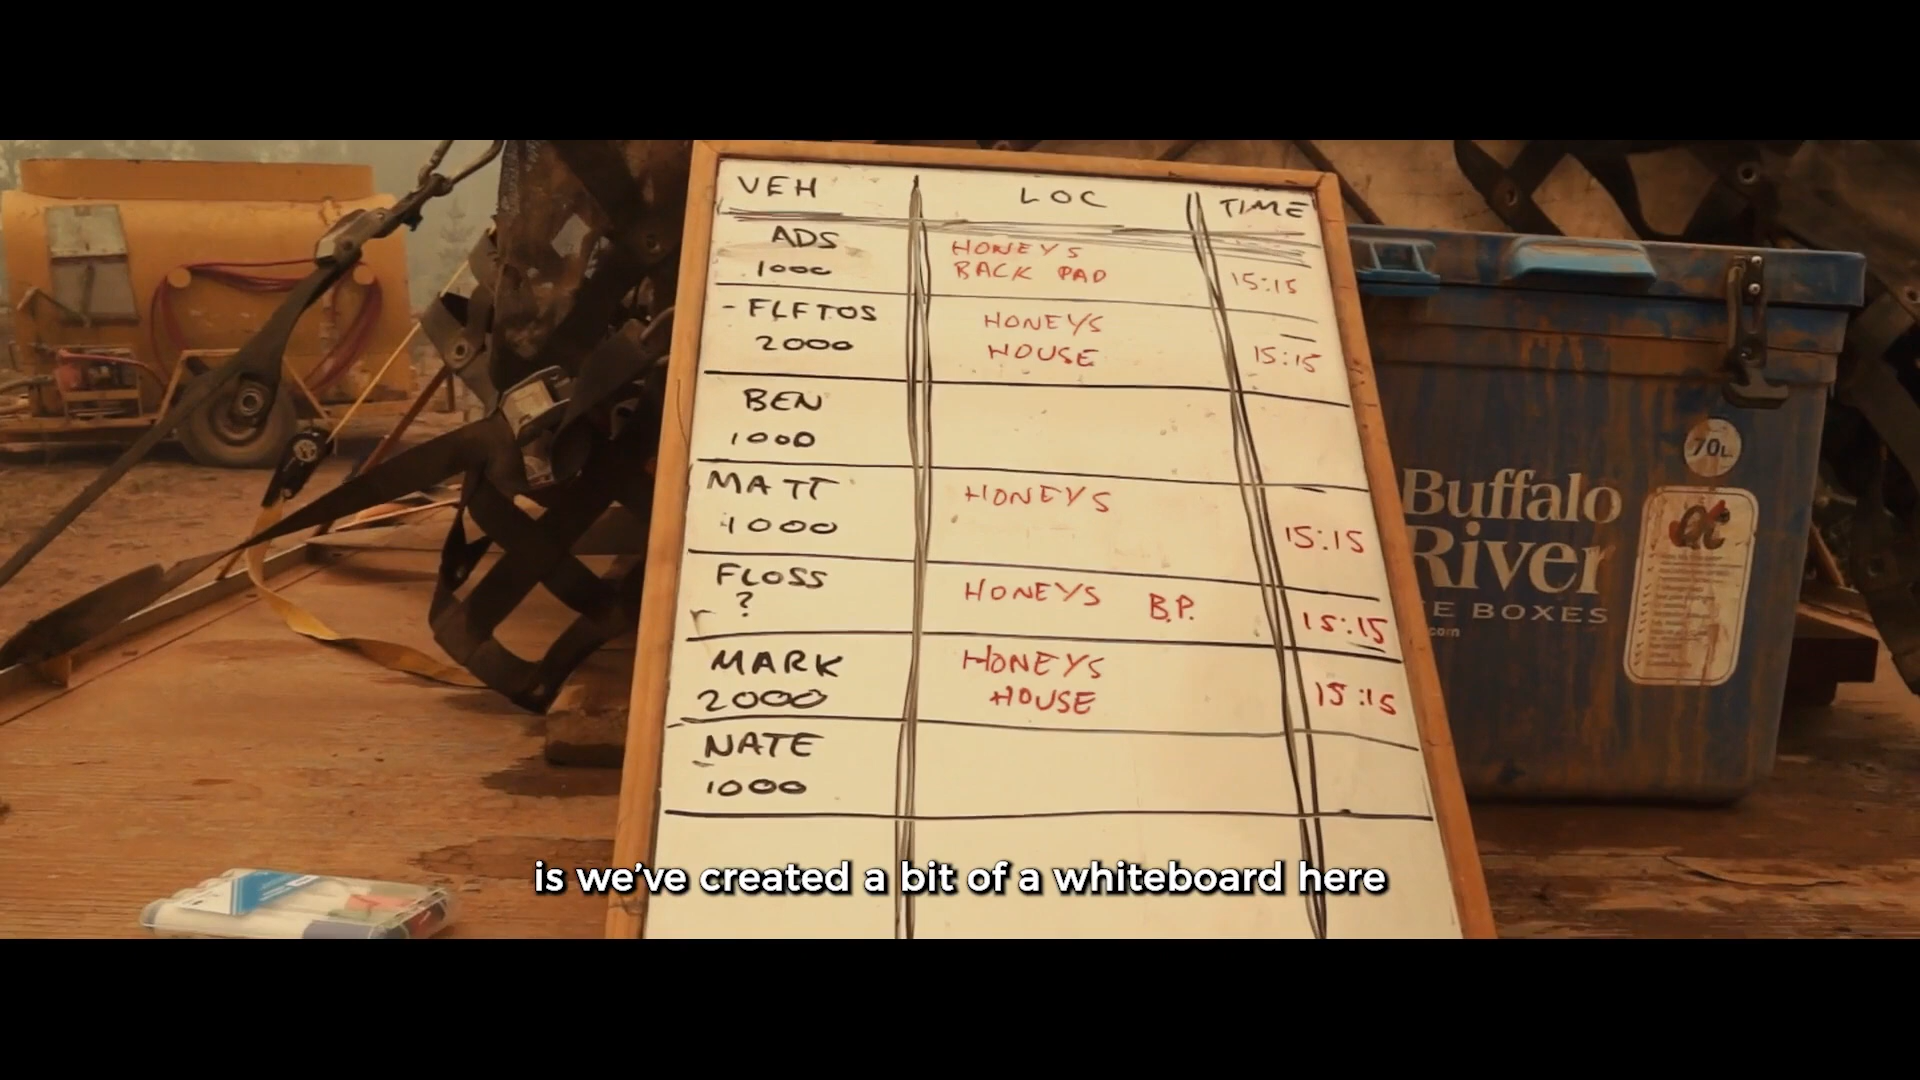 VEH LOC TIME
ADS HONEYS
1000 BACK PAD 15:15
- FLFTOS HONEYS
2000 HOUSE 15:15
BEN
1000
MATT HONEYS
1000 15:15
FLOSS HONEYS B.P. 15:15
?
MARK HONEYS
2000 HOUSE 15:15
NATE
1000
70L
Buffalo
River
E BOXES
.com
is we’ve created a bit of a whiteboard here